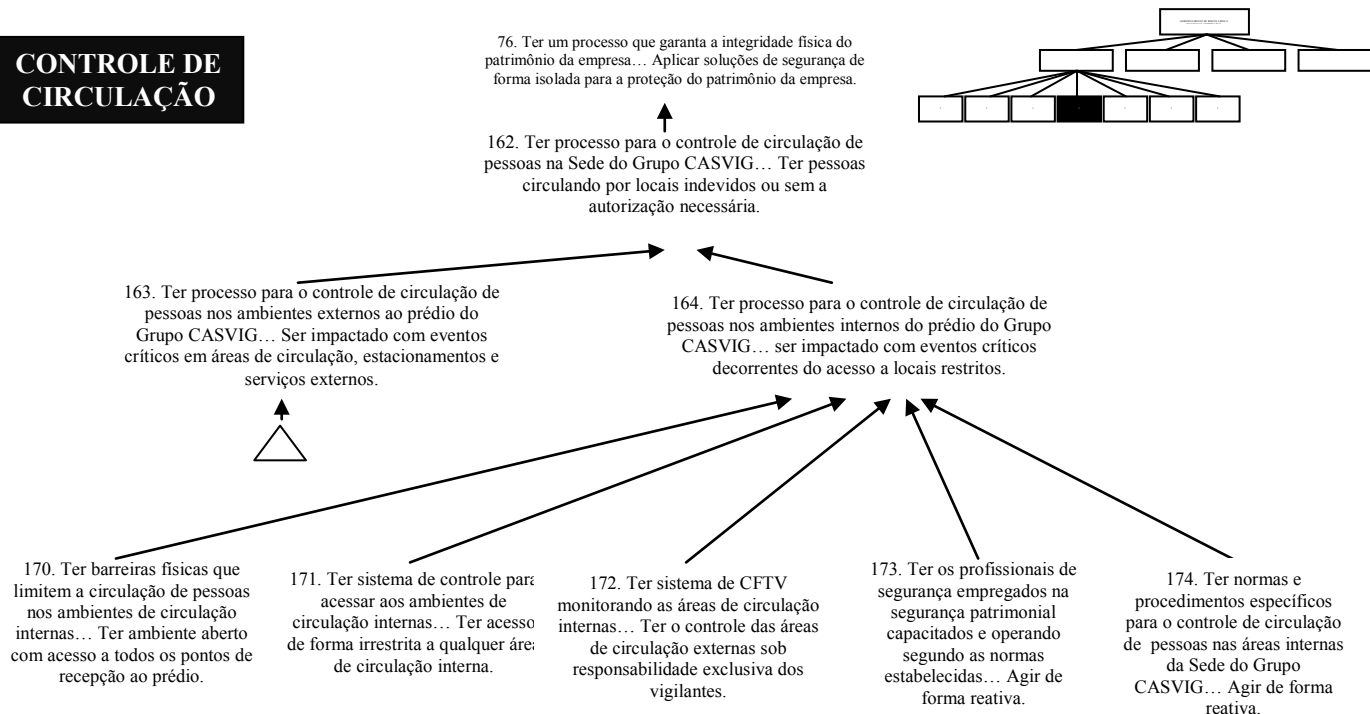 CONTROLE DE
CIRCULAÇÃO
76. Ter um processo que garanta a integridade física do
patrimônio da empresa… Aplicar soluções de segurança de
forma isolada para a proteção do patrimônio da empresa.
162. Ter processo para o controle de circulação de
pessoas na Sede do Grupo CASVIG… Ter pessoas
circulando por locais indevidos ou sem a
autorização necessária.
163. Ter processo para o controle de circulação de
pessoas nos ambientes externos ao prédio do
Grupo CASVIG… Ser impactado com eventos
críticos em áreas de circulação, estacionamentos e
serviços externos.
164. Ter processo para o controle de circulação de
pessoas nos ambientes internos do prédio do Grupo
CASVIG… ser impactado com eventos críticos
decorrentes do acesso a locais restritos.
170. Ter barreiras físicas que
limitem a circulação de pessoas
nos ambientes de circulação
internas… Ter ambiente aberto
com acesso a todos os pontos de
recepção ao prédio.
171. Ter sistema de controle para
acessar aos ambientes de
circulação internas… Ter acesso
de forma irrestrita a qualquer área
de circulação interna.
172. Ter sistema de CFTV
monitorando as áreas de circulação
internas… Ter o controle das áreas
de circulação externas sob
responsabilidade exclusiva dos
vigilantes.
173. Ter os profissionais de
segurança empregados na
segurança patrimonial
capacitados e operando
segundo as normas
estabelecidas… Agir de
forma reativa.
174. Ter normas e
procedimentos específicos
para o controle de circulação
de pessoas nas áreas internas
da Sede do Grupo
CASVIG… Agir de forma
reativa.